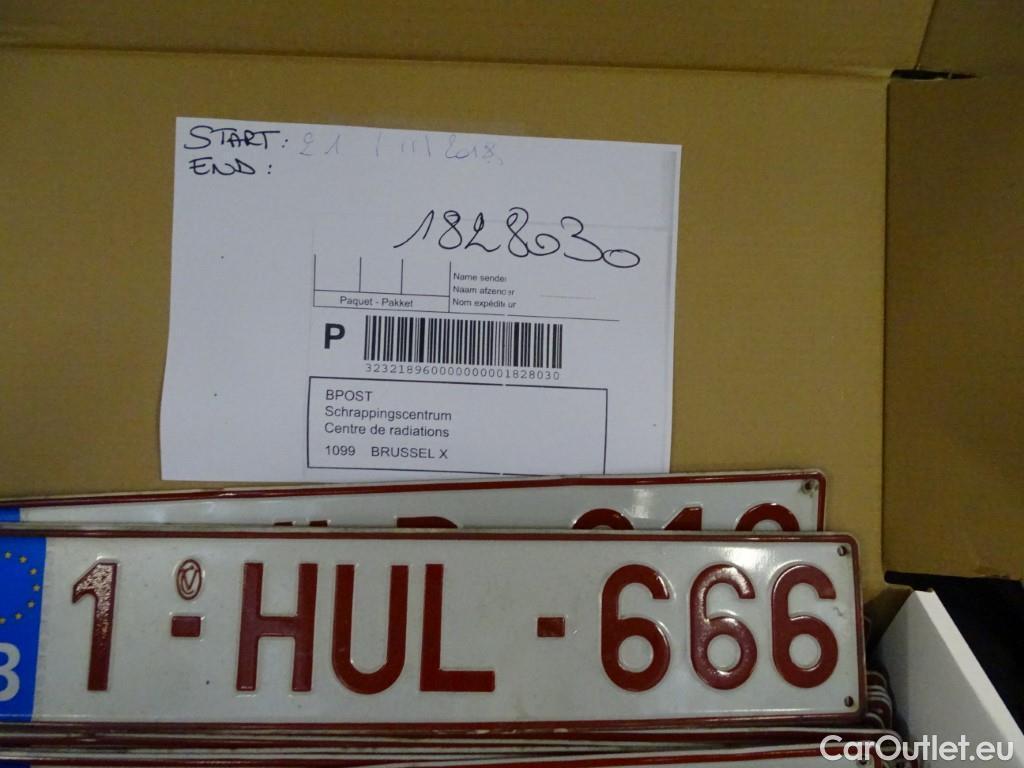 START: 21 / 11 / 2018
END:
1828030
Name sender
Naam afzender
Paquet - Pakket
Nom expéditeur
P
323218960000000001828030
BPOST
Schrappingscentrum
Centre de radiations
1099 BRUSSEL X
B
1-HUL-666
CarOutlet.eu